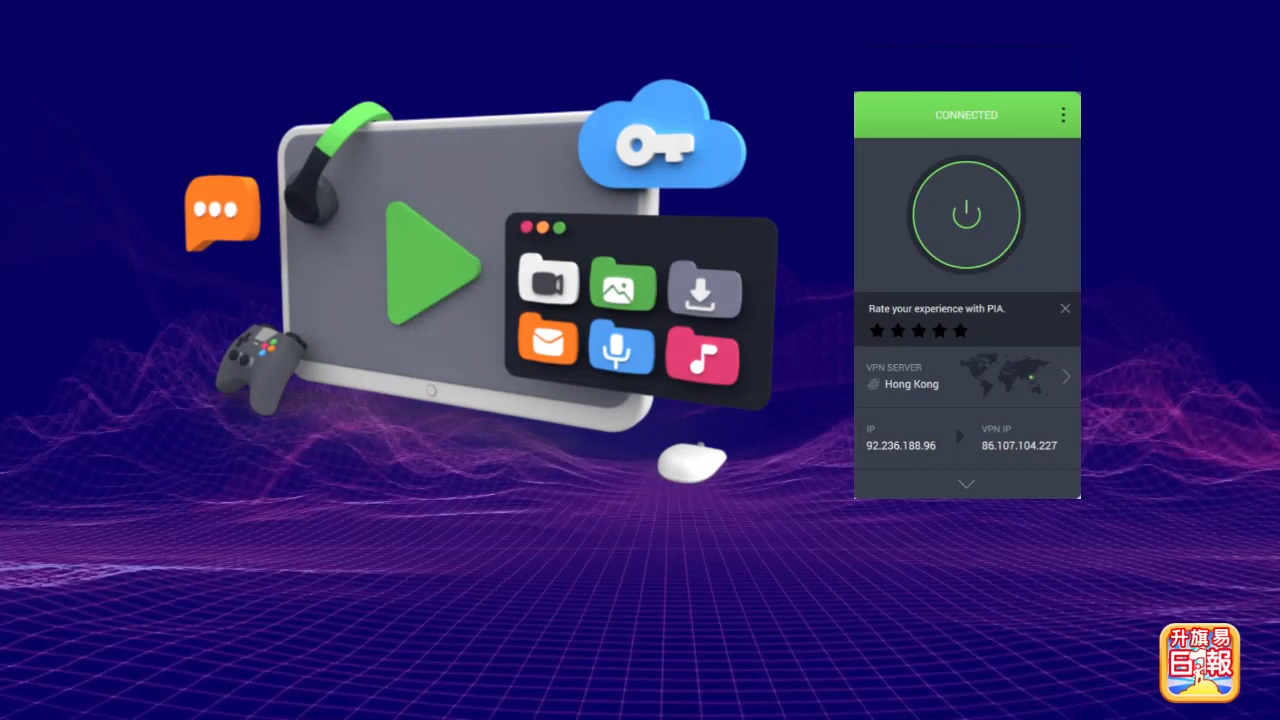 CONNECTED
Rate your experience with PIA.
VPN SERVER
Hong Kong
IP
92.236.188.96
VPN IP
86.107.104.227
升旗易
日報